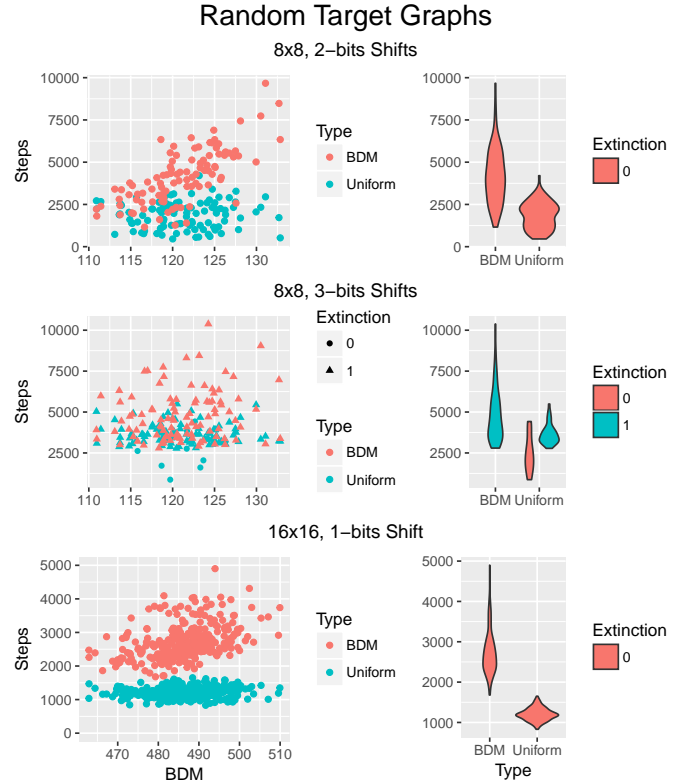 Random Target Graphs
8x8, 2−bits Shifts
Steps
10000
7500
5000
2500
0
110 115 120 125 130
Type
BDM
Uniform
10000
7500
5000
2500
0
BDM Uniform
Extinction
0
8x8, 3−bits Shifts
Steps
10000
7500
5000
2500
110 115 120 125 130
Extinction
0
1
Type
BDM
Uniform
10000
7500
5000
2500
BDM Uniform
Extinction
0
1
16x16, 1−bits Shift
Steps
5000
4000
3000
2000
1000
0
470 480 490 500 510
BDM
Type
BDM
Uniform
5000
4000
3000
2000
1000
BDM Uniform
Type
Extinction
0